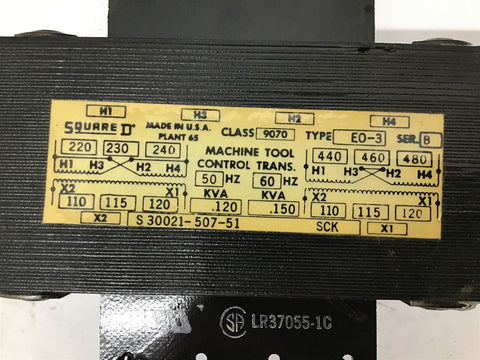 H1 H3 H2 H4
SQUARE D MADE IN U.S.A. PLANT 65 CLASS 9070 TYPE EO-3 SER. B
MACHINE TOOL CONTROL TRANS.
220 230 240
H1 H3 H2 H4
X2 X1
110 115 120
50 HZ 60 HZ
KVA KVA
.120 .150
440 460 480
H1 H3 H2 H4
X2 X1
110 115 120
X2 S 30021-507-51 SCK X1
SA LR37055-1C